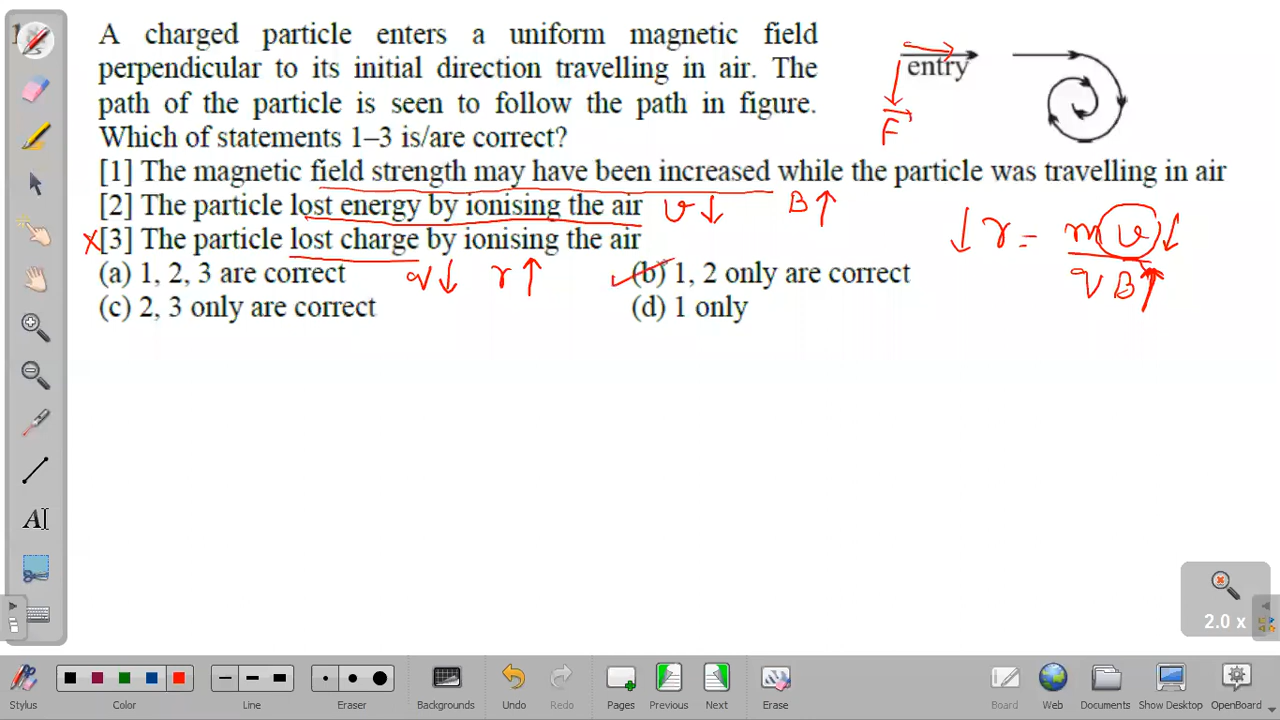 A charged particle enters a uniform magnetic field
perpendicular to its initial direction travelling in air. The
path of the particle is seen to follow the path in figure.
Which of statements 1–3 is/are correct?
entry
F
[1] The magnetic field strength may have been increased while the particle was travelling in air
[2] The particle lost energy by ionising the air v↓ B↑
x[3] The particle lost charge by ionising the air
↓ r = mv↓
qB↑
(a) 1, 2, 3 are correct q↓ r↑ (b) 1, 2 only are correct
(c) 2, 3 only are correct (d) 1 only
2.0 x
Stylus Color Line Eraser Backgrounds Undo Redo Pages Previous Next Erase Board Web Documents Show Desktop OpenBoard